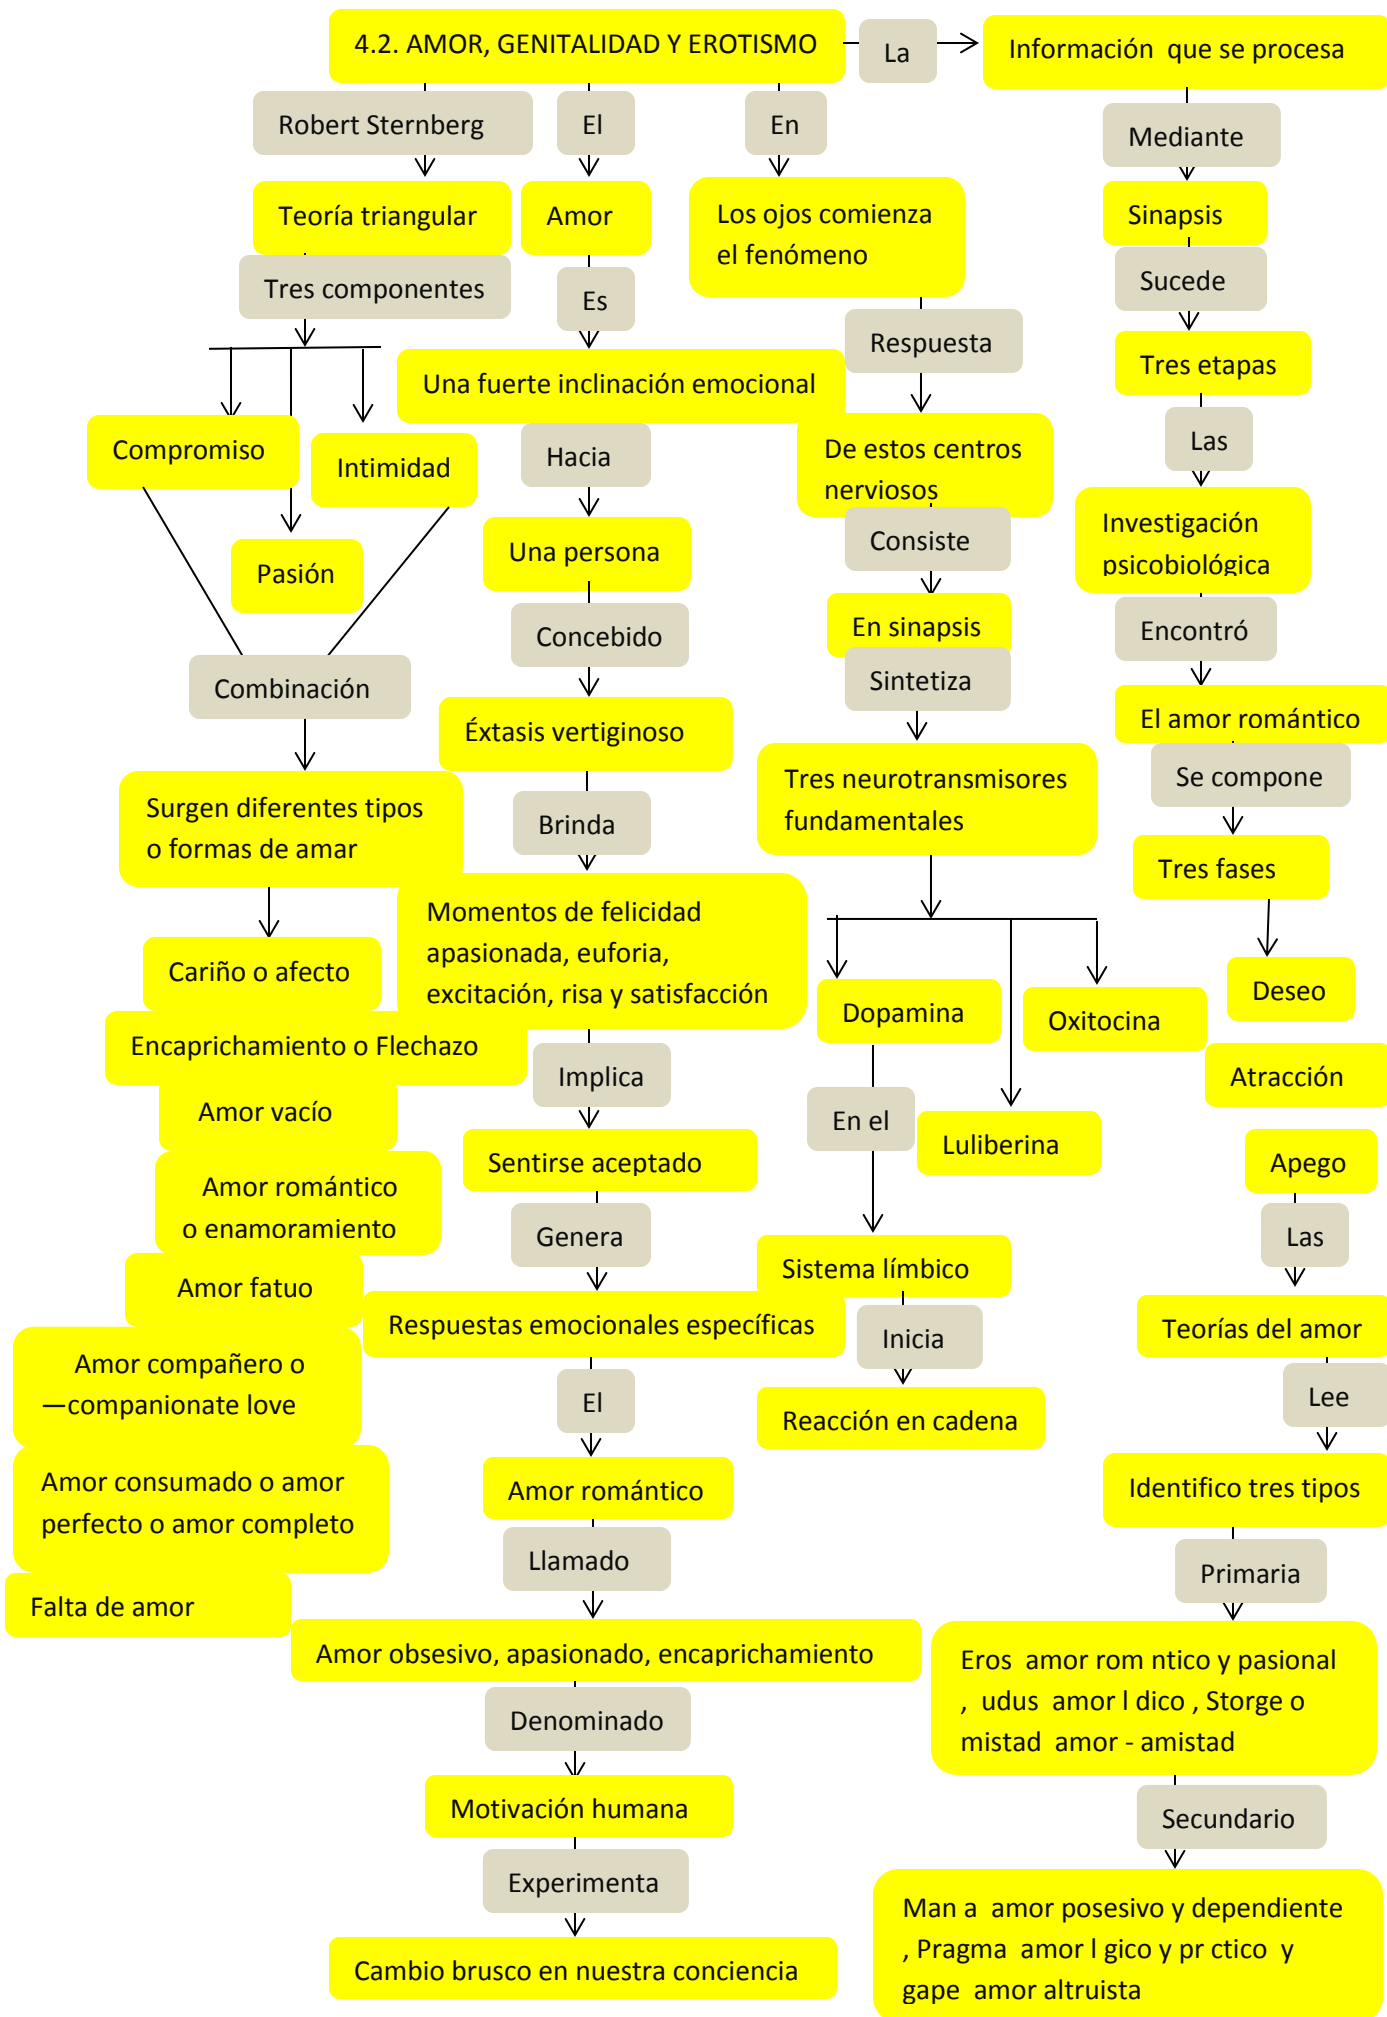 4.2. AMOR, GENITALIDAD Y EROTISMO
La
Información que se procesa
Robert Sternberg
El
En
Mediante
Teoría triangular
Amor
Los ojos comienza
el fenómeno
Sinapsis
Tres componentes
Es
Respuesta
Sucede
Una fuerte inclinación emocional
Tres etapas
Compromiso
Intimidad
Pasión
Hacia
De estos centros
nerviosos
Las
Una persona
Consiste
Investigación
psicobiológica
Concebido
En sinapsis
Encontró
Combinación
Éxtasis vertiginoso
Sintetiza
El amor romántico
Surgen diferentes tipos
o formas de amar
Brinda
Tres neurotransmisores
fundamentales
Se compone
Tres fases
Cariño o afecto
Momentos de felicidad
apasionada, euforia,
excitación, risa y satisfacción
Dopamina
Oxitocina
Deseo
Encaprichamiento o Flechazo
Implica
En el
Luliberina
Atracción
Amor vacío
Sentirse aceptado
Apego
Amor romántico
o enamoramiento
Genera
Sistema límbico
Las
Amor fatuo
Respuestas emocionales específicas
Inicia
Teorías del amor
Amor compañero o
—companionate love
El
Reacción en cadena
Lee
Amor consumado o amor
perfecto o amor completo
Amor romántico
Identifico tres tipos
Falta de amor
Llamado
Primaria
Amor obsesivo, apasionado, encaprichamiento
Eros amor rom ntico y pasional
, udus amor l dico , Storge o
mistad amor - amistad
Denominado
Motivación humana
Secundario
Experimenta
Man a amor posesivo y dependiente
, Pragma amor l gico y pr ctico y
gape amor altruista
Cambio brusco en nuestra conciencia